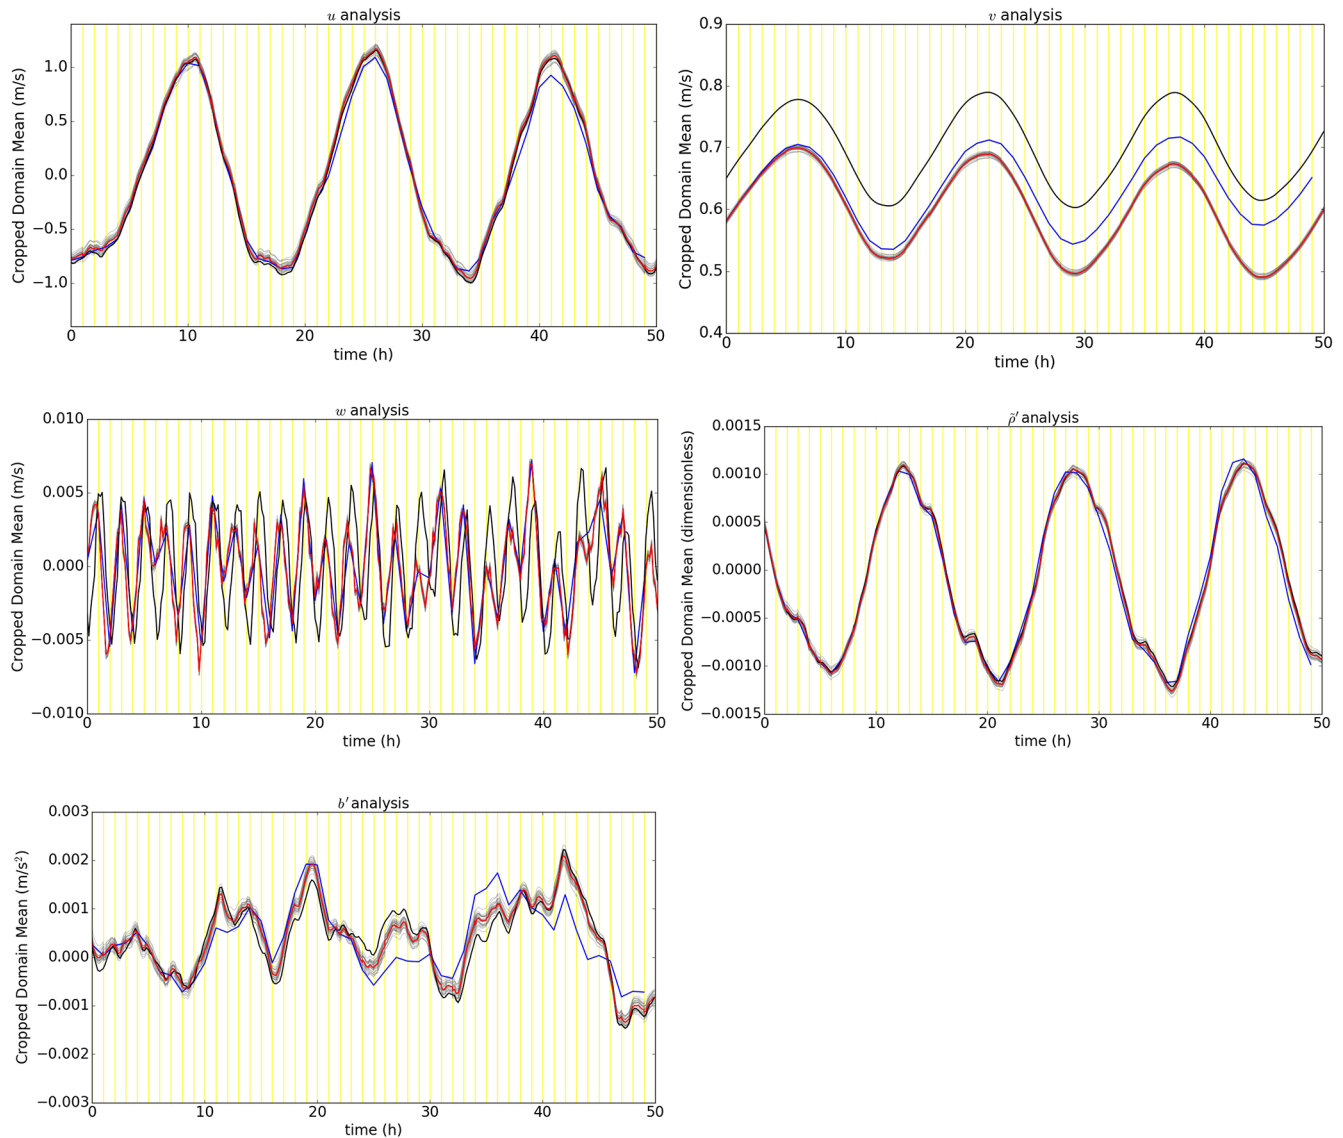 u analysis
1.0
0.5
0.0
−0.5
−1.0
Cropped Domain Mean (m/s)
0 10 20 30 40 50
time (h)
v analysis
0.9
0.8
0.7
0.6
0.5
0.4
Cropped Domain Mean (m/s)
0 10 20 30 40 50
time (h)
w analysis
0.010
0.005
0.000
−0.005
−0.010
Cropped Domain Mean (m/s)
0 10 20 30 40 50
time (h)
ρ̃′ analysis
0.0015
0.0010
0.0005
0.0000
−0.0005
−0.0010
−0.0015
Cropped Domain Mean (dimensionless)
0 10 20 30 40 50
time (h)
b′ analysis
0.003
0.002
0.001
0.000
−0.001
−0.002
−0.003
Cropped Domain Mean (m/s²)
0 10 20 30 40 50
time (h)